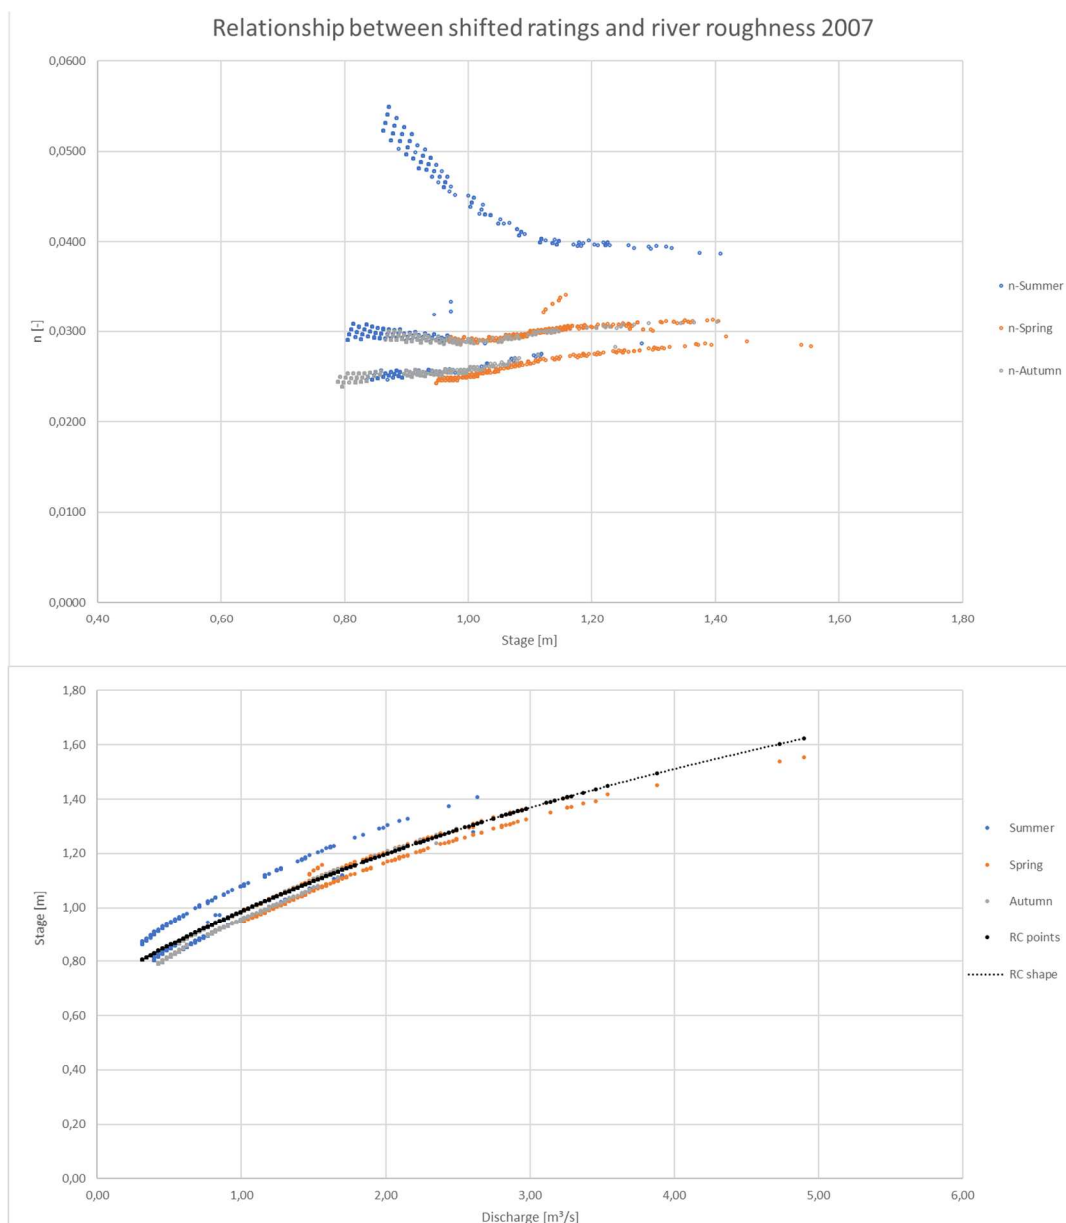 Relationship between shifted ratings and river roughness 2007
0,0600
0,0500
0,0400
0,0300
0,0200
0,0100
0,0000
n [-]
0,40
0,80
1,00
1,20
1,40
1,60
1,80
Stage [m]
n-Summer
n-Spring
n-Autumn
1,80
1,60
1,40
1,20
1,00
0,80
0,60
0,40
0,20
0,00
Stage [m]
0,00
1,00
2,00
3,00
4,00
5,00
6,00
Discharge [m³/s]
Summer
Spring
Autumn
RC points
RC shape